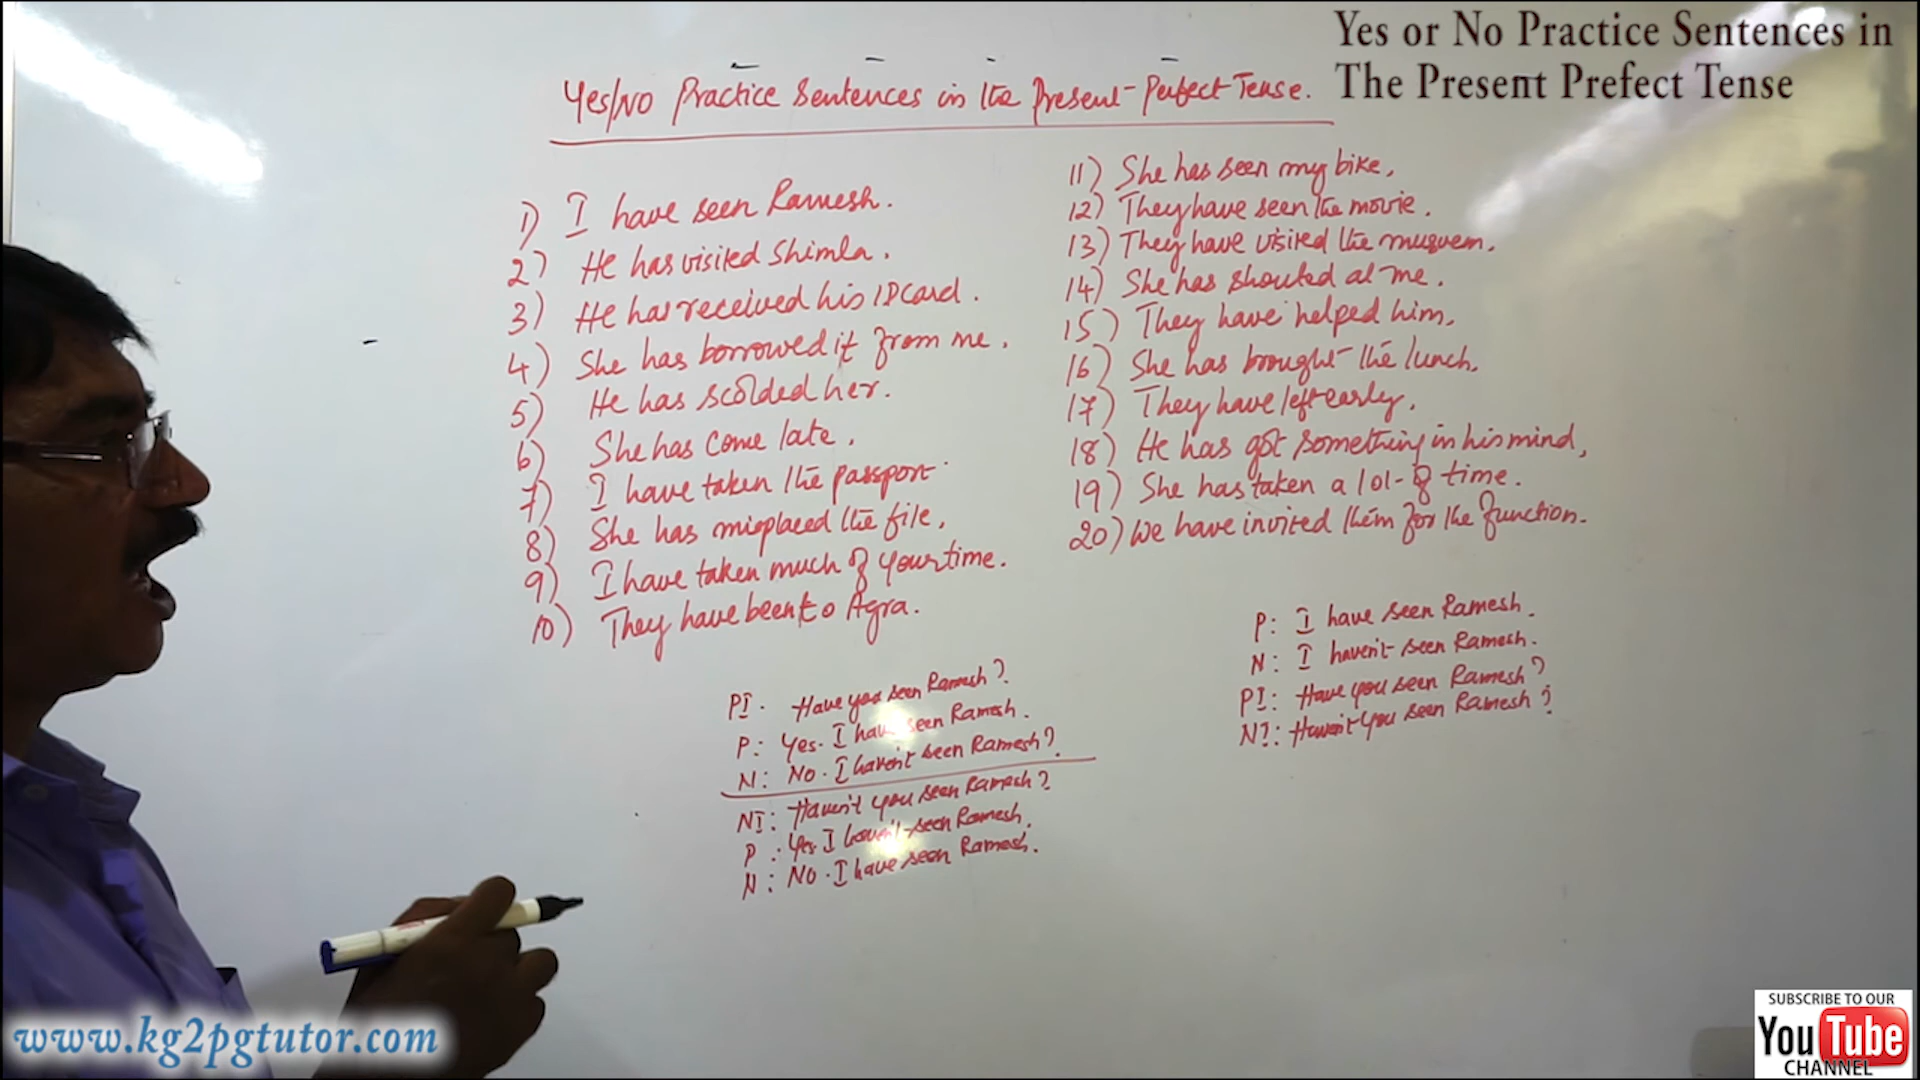 Yes or No Practice Sentences in
The Present Prefect Tense
Yes/No Practice Sentences in the Present-Perfect Tense.
1) I have seen Ramesh.
2) He has visited Shimla.
3) He has received his ID card.
4) She has borrowed it from me.
5) He has scolded her.
6) She has come late.
7) I have taken the passport.
8) She has misplaced the file.
9) I have taken much of your time.
10) They have been to Agra.
11) She has seen my bike.
12) They have seen the movie.
13) They have visited the musuem.
14) She has shouted at me.
15) They have helped him.
16) She has brought the lunch.
17) They have left early.
18) He has got something in his mind,
19) She has taken a lot of time.
20) We have invited them for the function.
PI. Have you seen Ramesh?
P: Yes. I have seen Ramesh.
N: No. I haven't seen Ramesh?
NI: Haven't you seen Ramesh?
P: Yes I haven't seen Ramesh.
N: No. I have seen Ramesh.
P: I have seen Ramesh.
N: I haven't seen Ramesh.
PI: Have you seen Ramesh?
NI: Haven't you seen Ramesh?
www.kg2pgtutor.com
SUBSCRIBE TO OUR
YouTube
CHANNEL